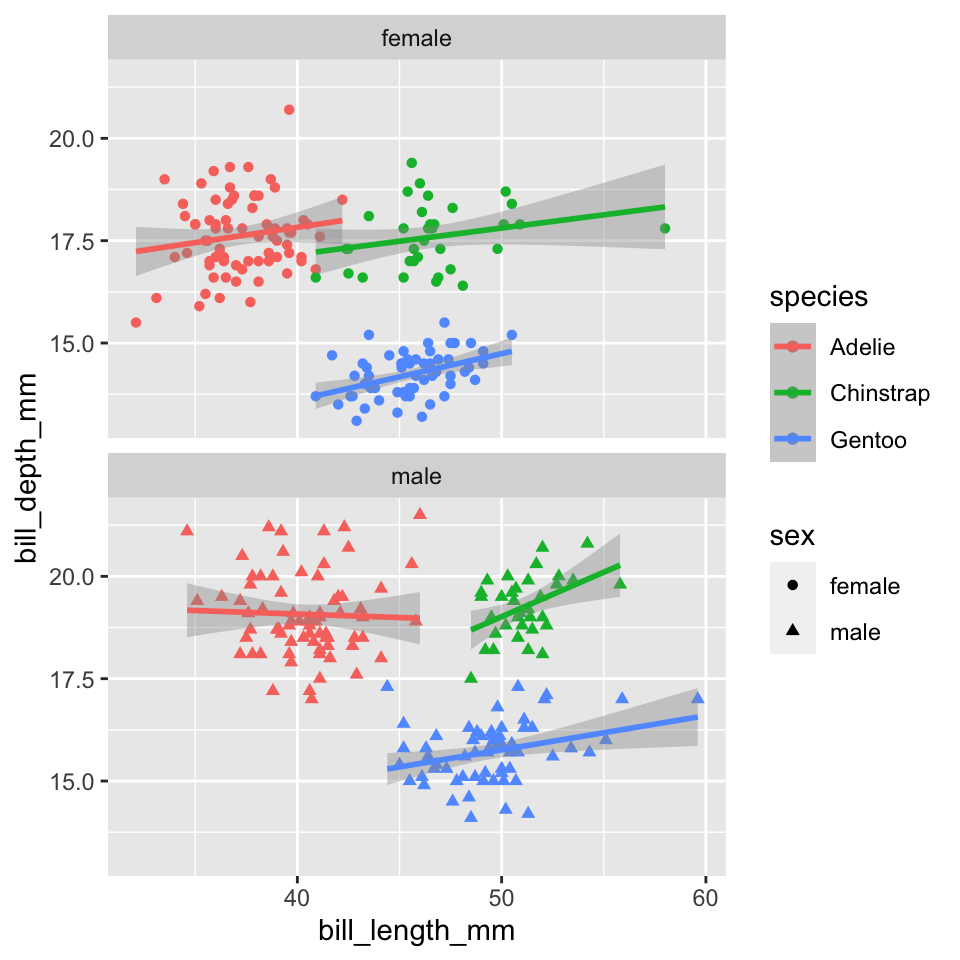 female
20.0
17.5
15.0
male
20.0
17.5
15.0
40 50 60
bill_length_mm
bill_depth_mm
species
Adelie
Chinstrap
Gentoo
sex
female
male